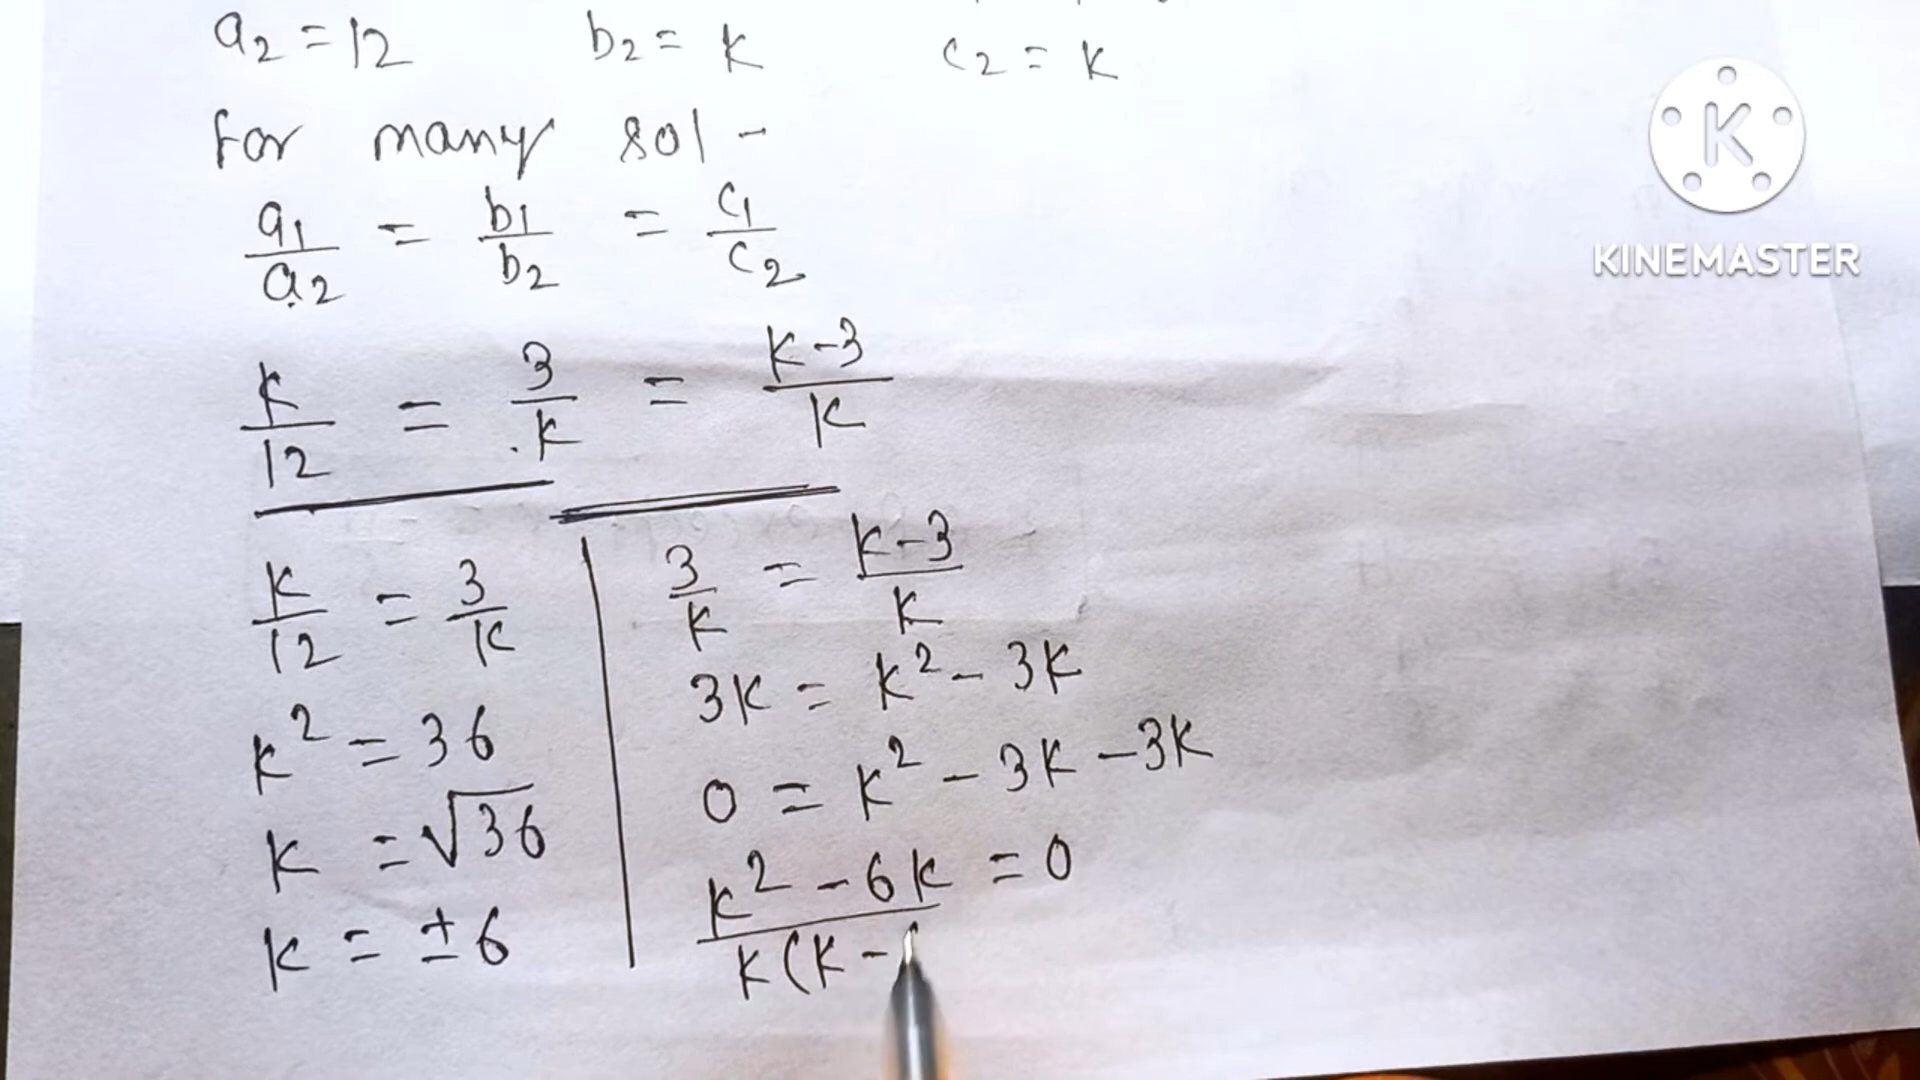 a2 = 12 b2 = k c2 = k
For many sol -
a1/a2 = b1/b2 = c1/c2
k/12 = 3/k = k-3/k
k/12 = 3/k
k² = 36
k = √36
k = ±6
3/k = k-3/k
3k = k² - 3k
0 = k² - 3k - 3k
k² - 6k = 0
k(k -
K
KINEMASTER